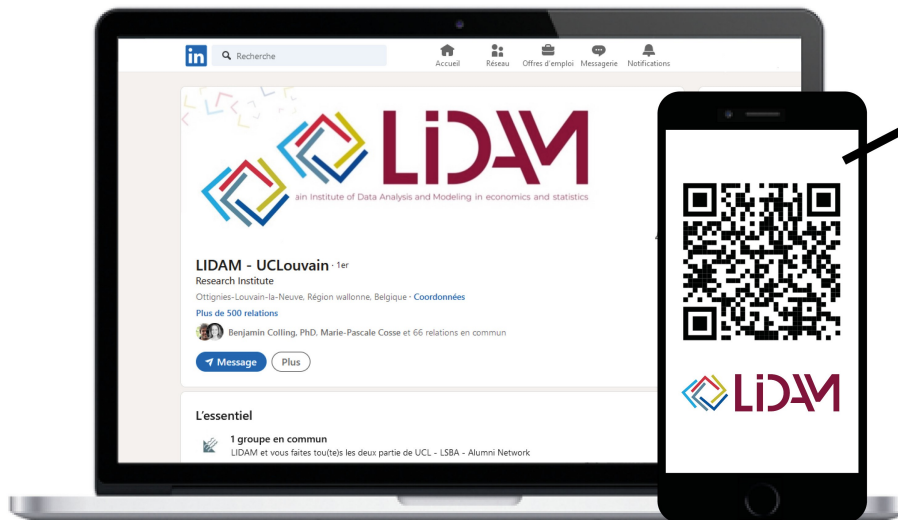 in
Recherche
Accueil
Réseau
Offres d'emploi
Messagerie
Notifications
LiDAM
ain Institute of Data Analysis and Modeling in economics and statistics
LIDAM - UCLouvain · 1er
Research Institute
Ottignies-Louvain-la-Neuve, Région wallonne, Belgique · Coordonnées
Plus de 500 relations
Benjamin Colling, PhD, Marie-Pascale Cosse et 66 relations en commun
Message
Plus
L'essentiel
1 groupe en commun
LIDAM et vous faites tou(te)s les deux partie de UCL - LSBA - Alumni Network
LiDAM